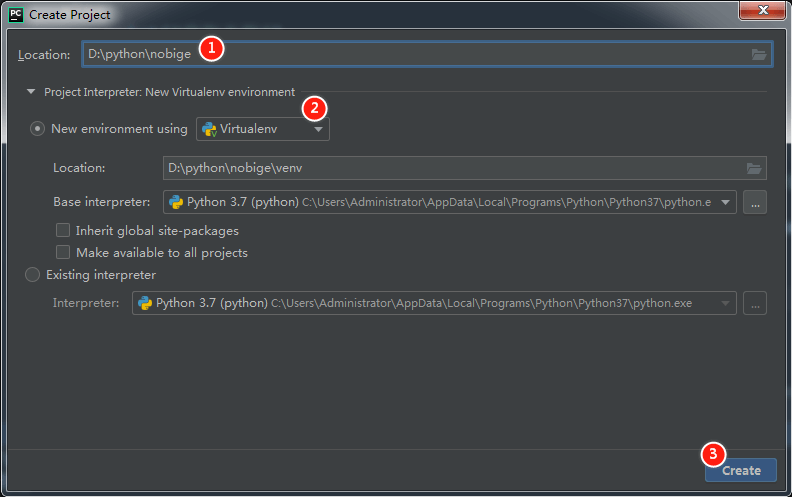 PC Create Project
Location: D:\python\nobige 1
Project Interpreter: New Virtualenv environment
2
New environment using Virtualenv
Location: D:\python\nobige\venv
Base interpreter: Python 3.7 (python) C:\Users\Administrator\AppData\Local\Programs\Python\Python37\python.e ...
Inherit global site-packages
Make available to all projects
Existing interpreter
Interpreter: Python 3.7 (python) C:\Users\Administrator\AppData\Local\Programs\Python\Python37\python.exe ...
3
Create